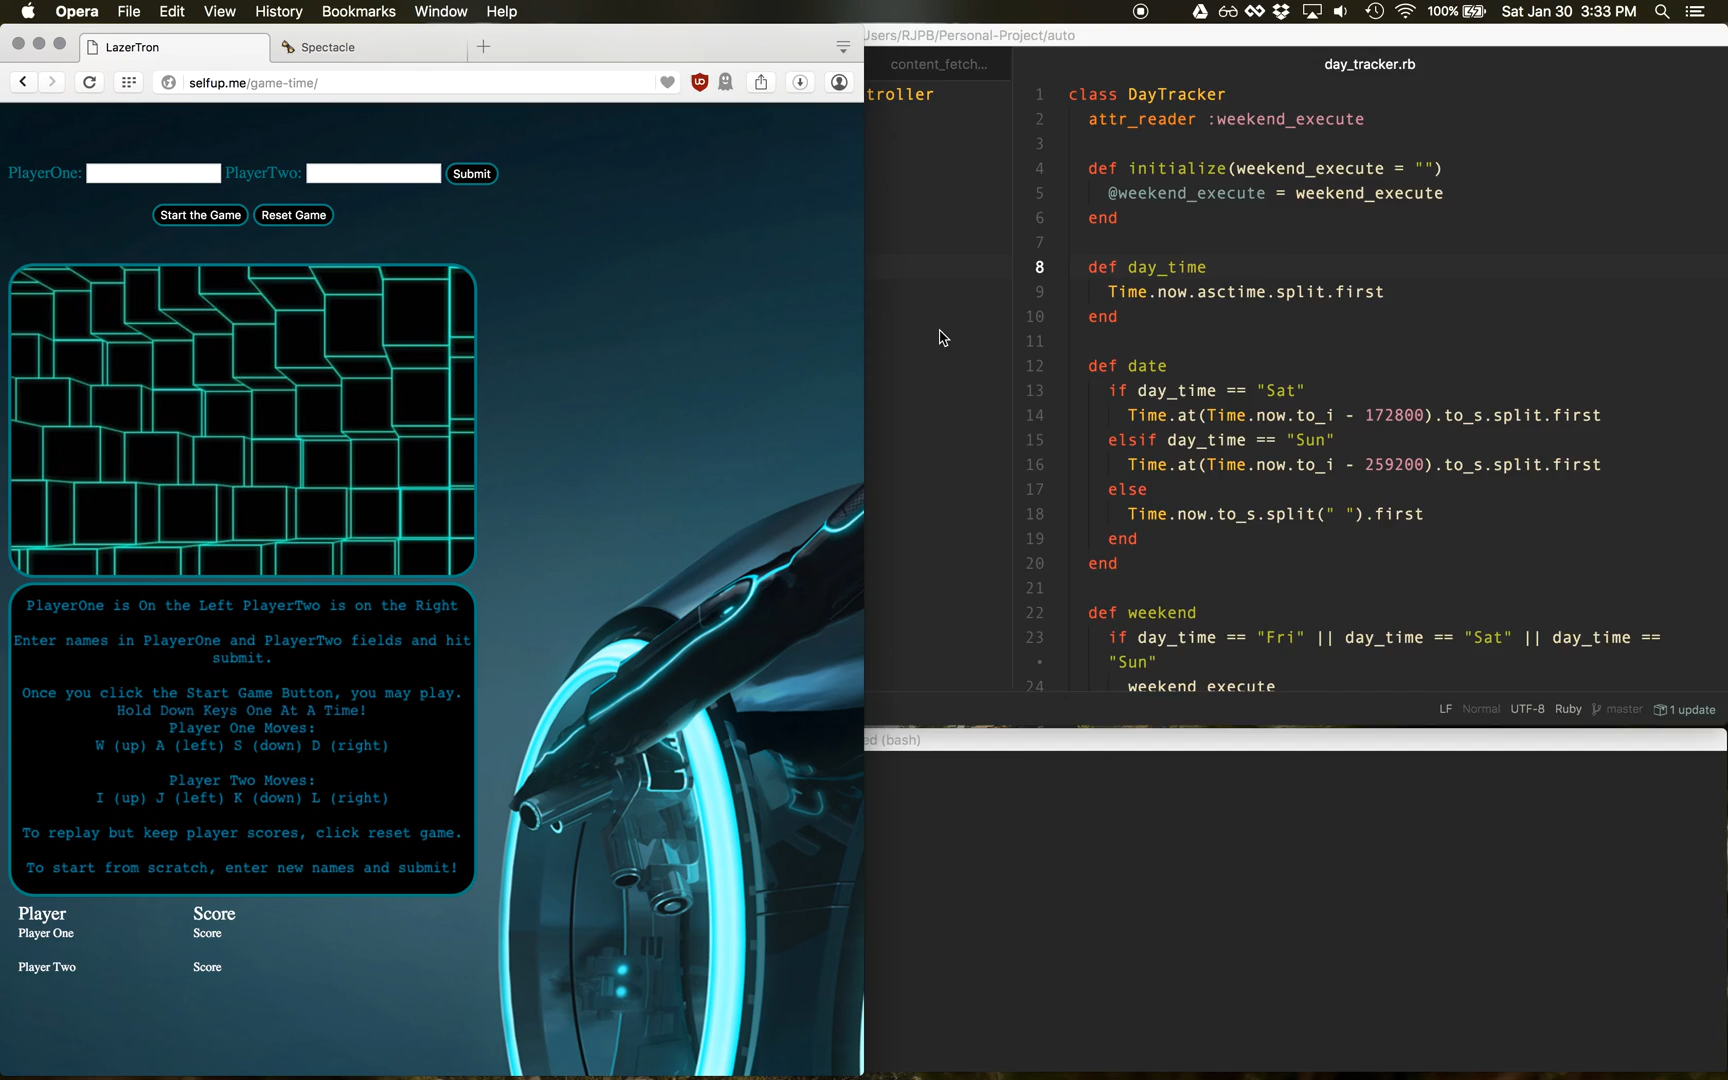 Opera File Edit View History Bookmarks Window Help 100% Sat Jan 30 3:33 PM
LazerTron
Spectacle
selfup.me/game-time/
PlayerOne: PlayerTwo: Submit
Start the Game Reset Game
PlayerOne is On the Left PlayerTwo is on the Right
Enter names in PlayerOne and PlayerTwo fields and hit
submit.
Once you click the Start Game Button, you may play.
Hold Down Keys One At A Time!
Player One Moves:
W (up) A (left) S (down) D (right)
Player Two Moves:
I (up) J (left) K (down) L (right)
To replay but keep player scores, click reset game.
To start from scratch, enter new names and submit!
Player Score
Player One Score
Player Two Score
Users/RJPB/Personal-Project/auto
content_fetch...
day_tracker.rb
troller
1 class DayTracker
2 attr_reader :weekend_execute
3
4 def initialize(weekend_execute = "")
5 @weekend_execute = weekend_execute
6 end
7
8 def day_time
9 Time.now.asctime.split.first
10 end
11
12 def date
13 if day_time == "Sat"
14 Time.at(Time.now.to_i - 172800).to_s.split.first
15 elsif day_time == "Sun"
16 Time.at(Time.now.to_i - 259200).to_s.split.first
17 else
18 Time.now.to_s.split(" ").first
19 end
20 end
21
22 def weekend
23 if day_time == "Fri" || day_time == "Sat" || day_time ==
• "Sun"
24 weekend_execute
LF Normal UTF-8 Ruby master 1 update
ed (bash)